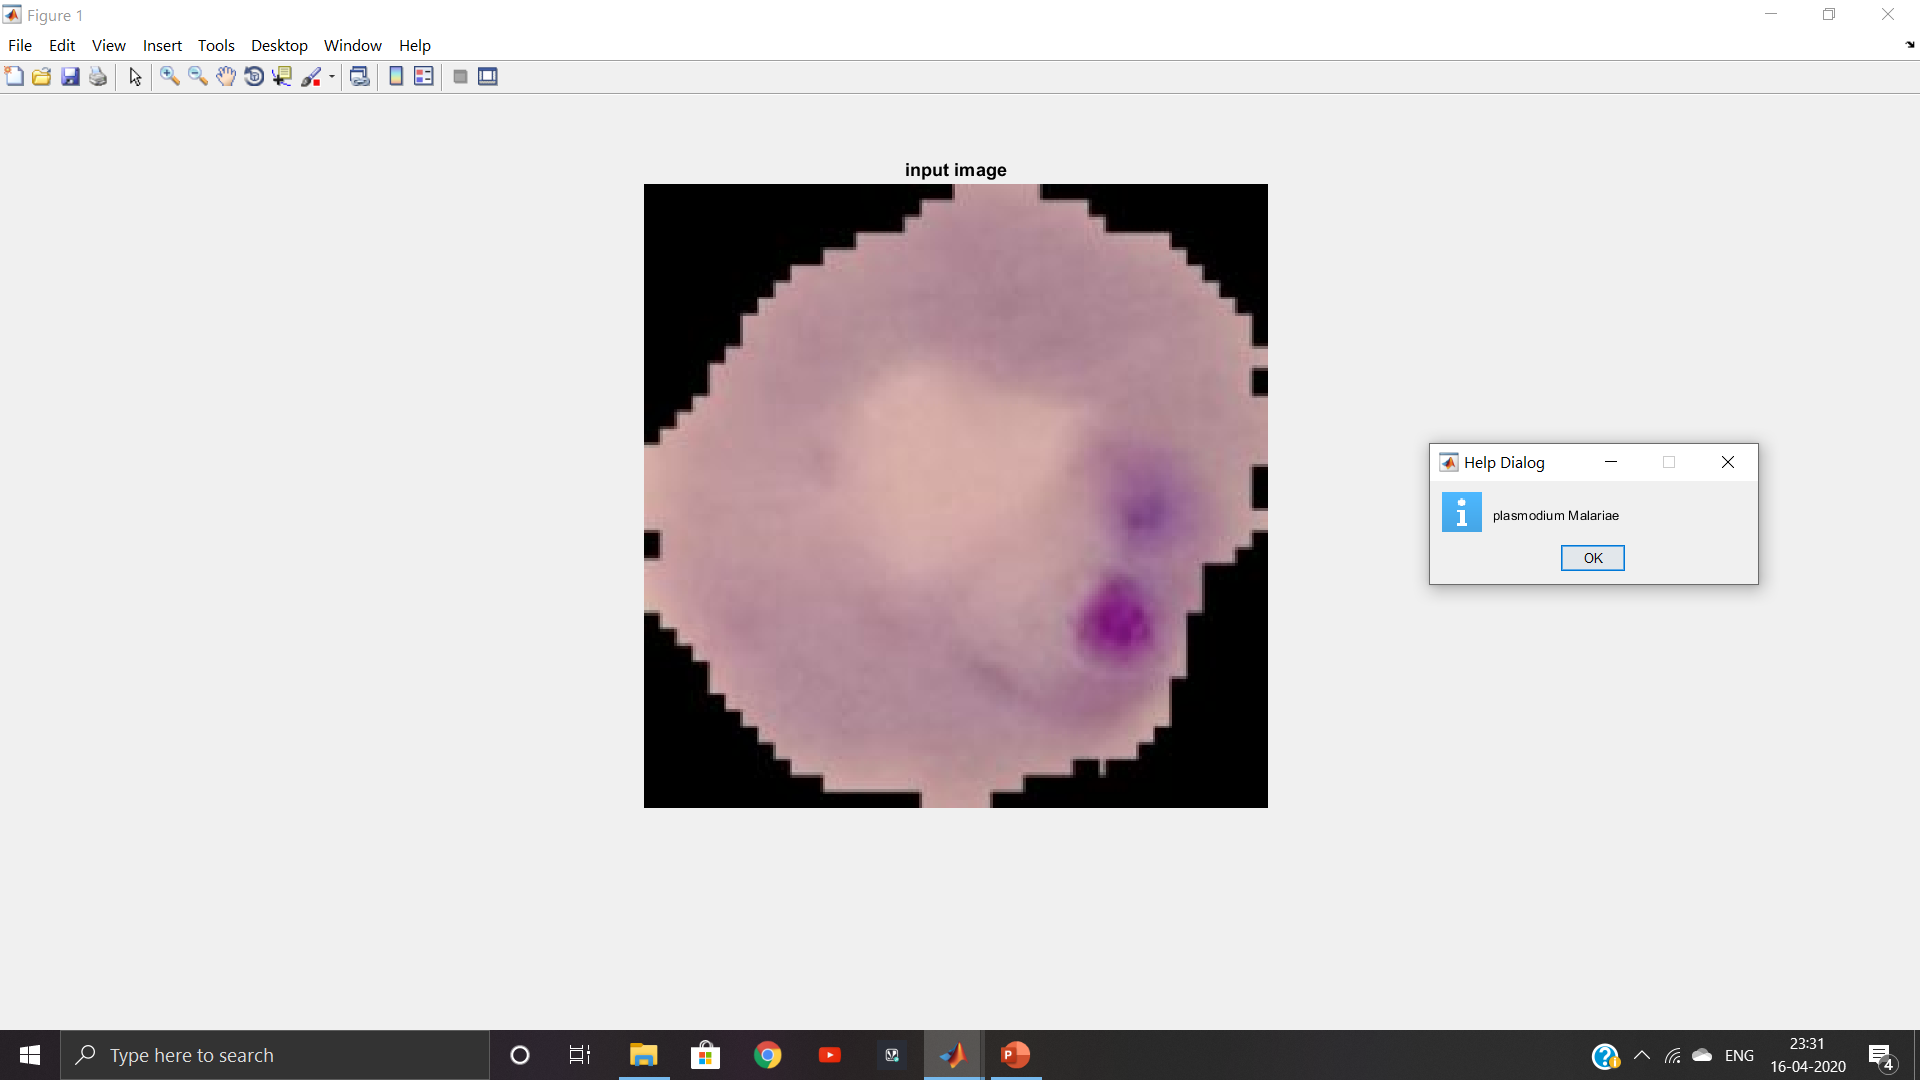 Figure 1
File Edit View Insert Tools Desktop Window Help
input image
Help Dialog
plasmodium Malariae
OK
Type here to search
P
ENG
23:31
16-04-2020
4